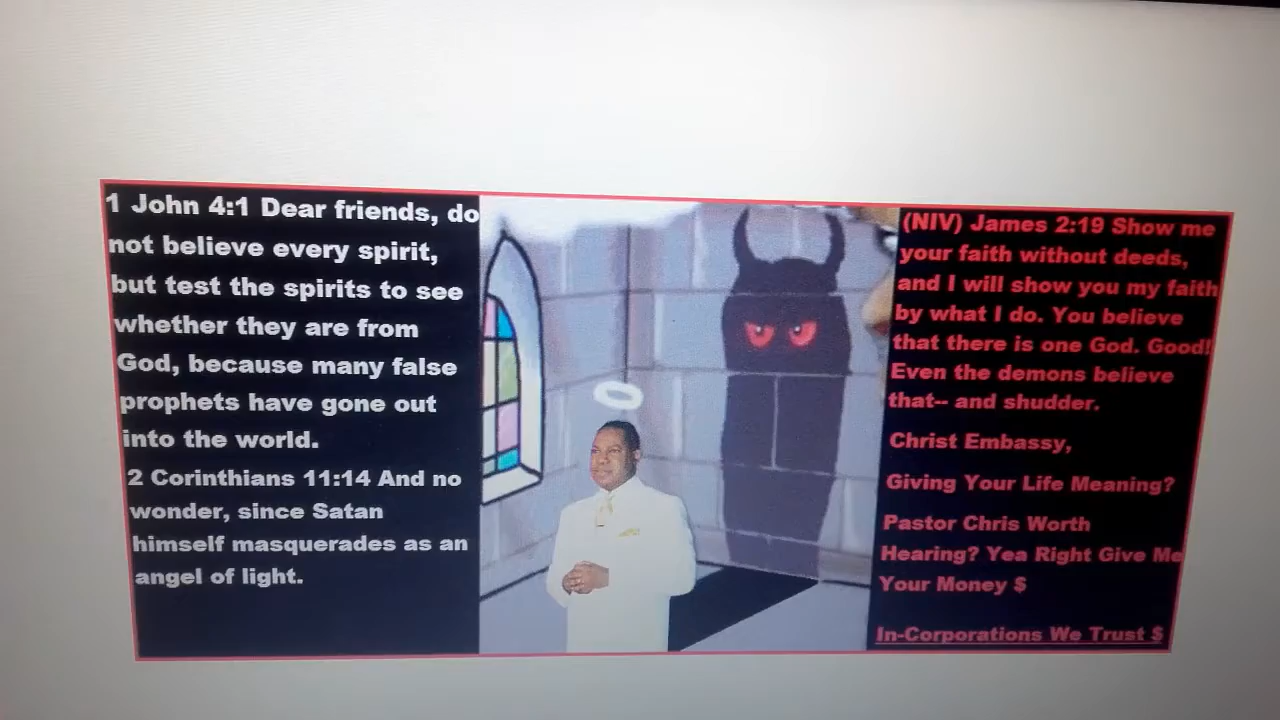 1 John 4:1 Dear friends, do
not believe every spirit,
but test the spirits to see
whether they are from
God, because many false
prophets have gone out
into the world.
2 Corinthians 11:14 And no
wonder, since Satan
himself masquerades as an
angel of light.
(NIV) James 2:19 Show me
your faith without deeds,
and I will show you my faith
by what I do. You believe
that there is one God. Good!
Even the demons believe
that-- and shudder.
Christ Embassy,
Giving Your Life Meaning?
Pastor Chris Worth
Hearing? Yea Right Give Me
Your Money $
In-Corporations We Trust $